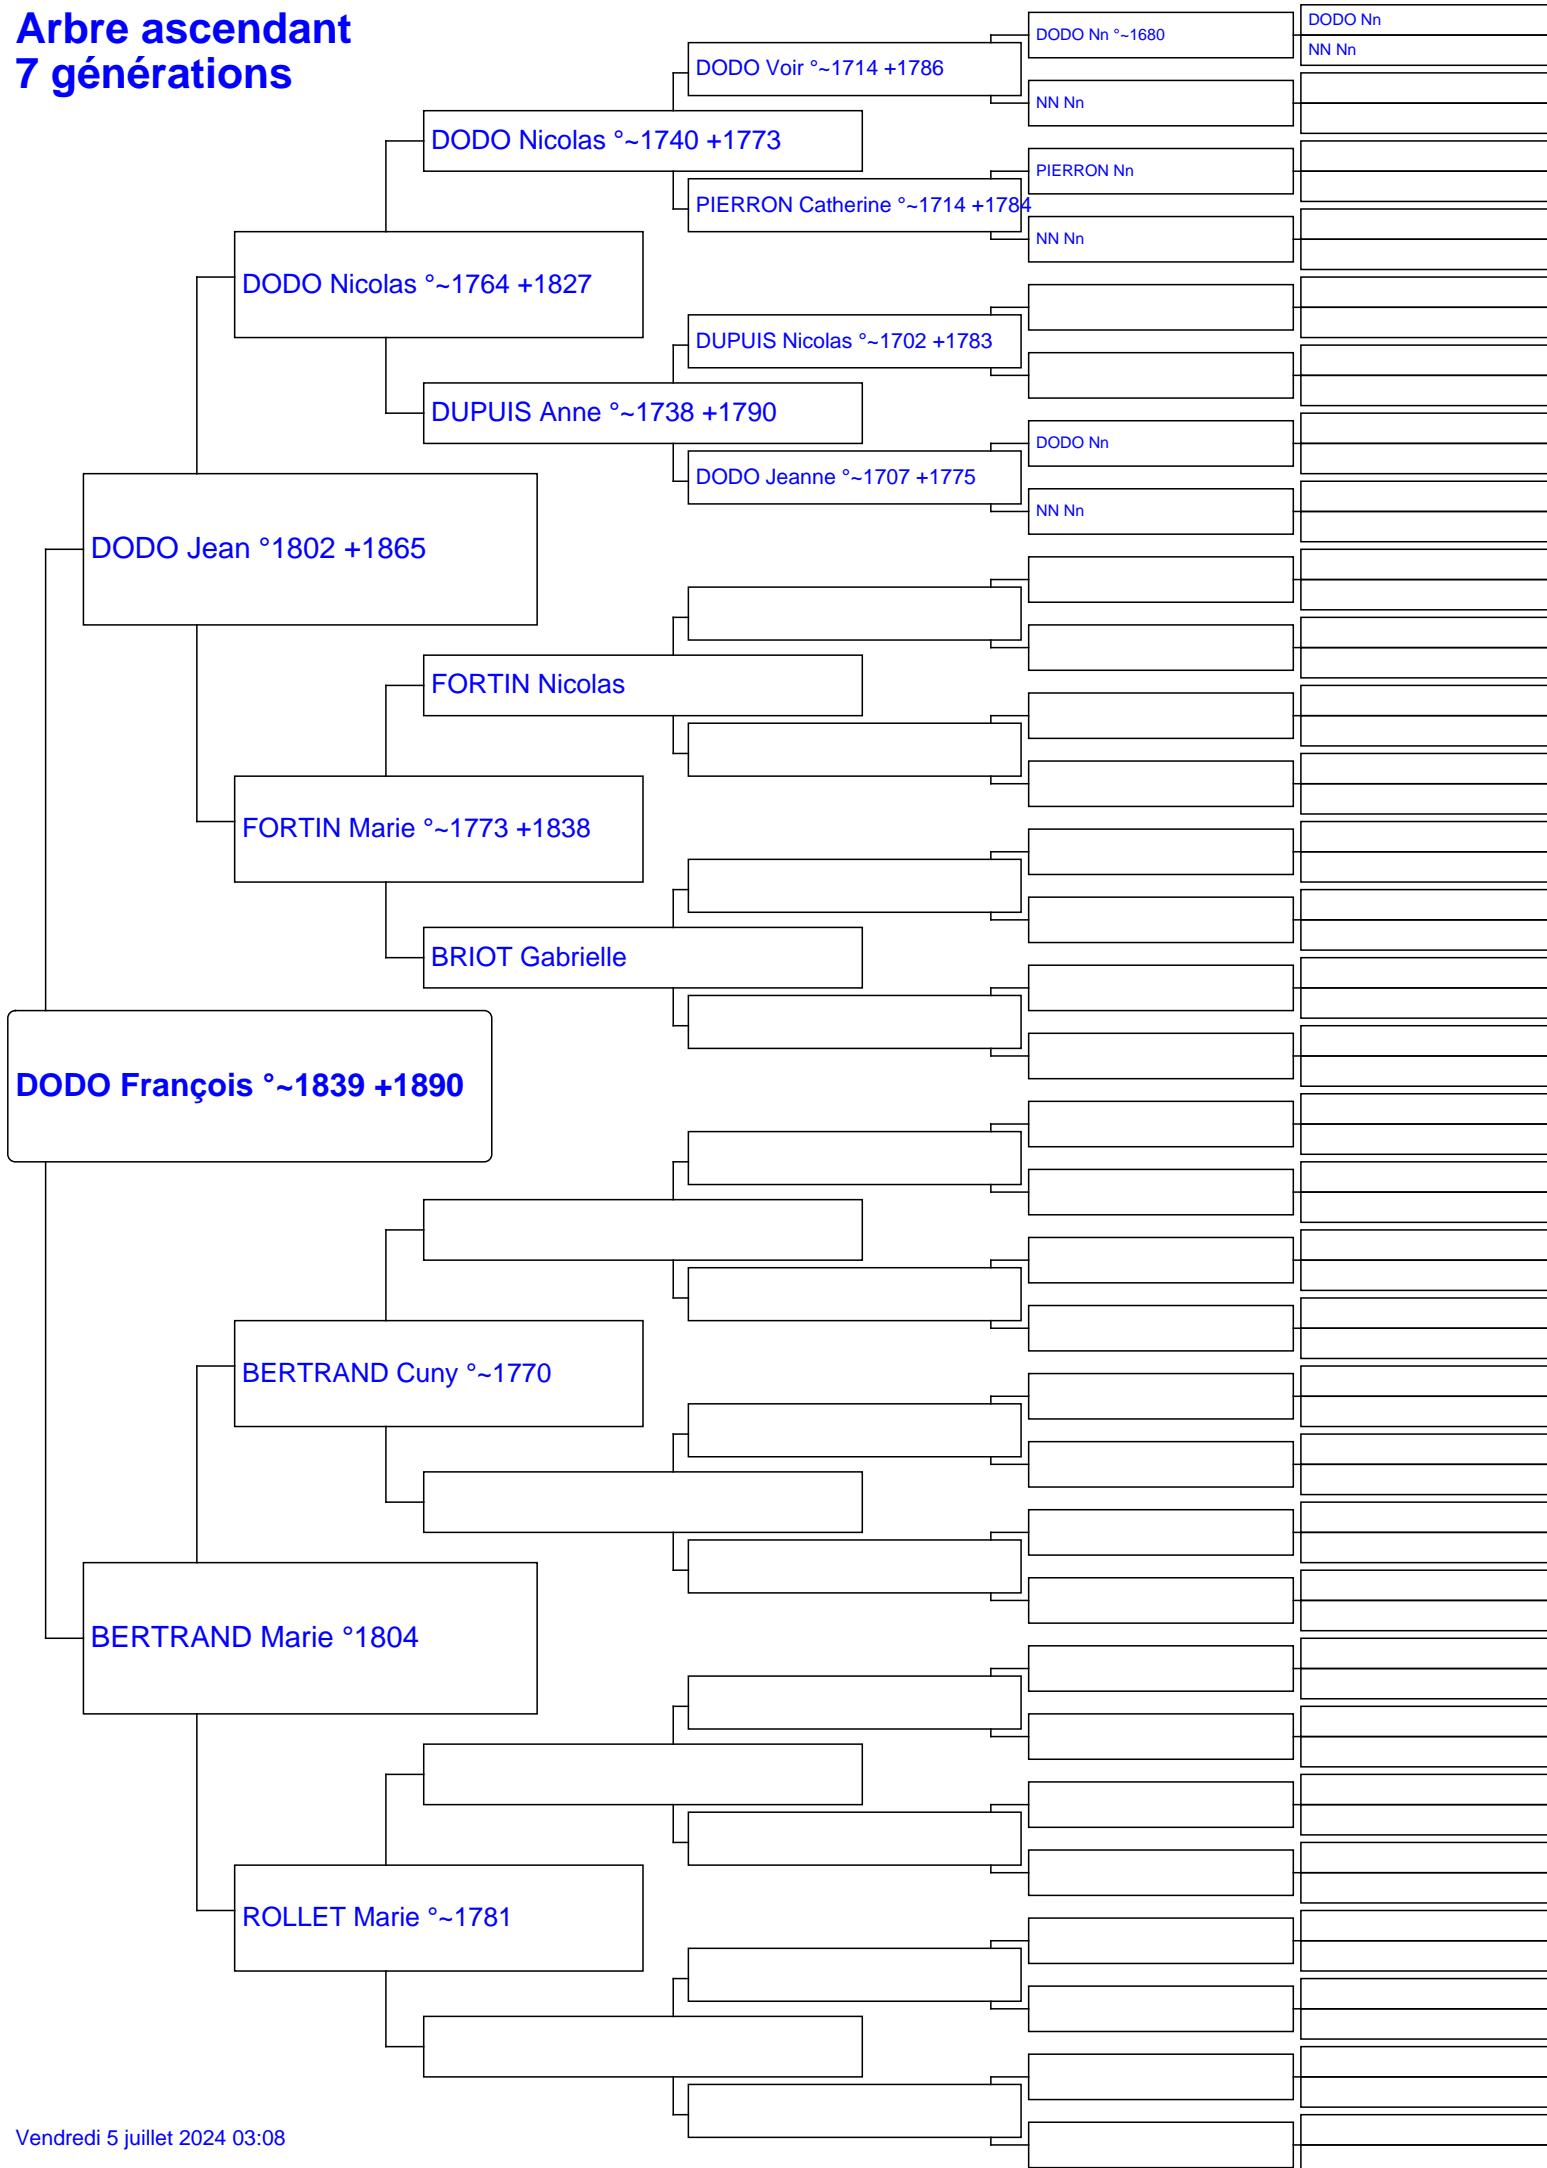 Arbre ascendant
7 générations
DODO Nn
DODO Nn °~1680
NN Nn
DODO Voir °~1714 +1786
NN Nn
DODO Nicolas °~1740 +1773
PIERRON Nn
PIERRON Catherine °~1714 +1784
NN Nn
DODO Nicolas °~1764 +1827
DUPUIS Nicolas °~1702 +1783
DUPUIS Anne °~1738 +1790
DODO Nn
DODO Jeanne °~1707 +1775
NN Nn
DODO Jean °1802 +1865
FORTIN Nicolas
FORTIN Marie °~1773 +1838
BRIOT Gabrielle
DODO François °~1839 +1890
BERTRAND Cuny °~1770
BERTRAND Marie °1804
ROLLET Marie °~1781
Vendredi 5 juillet 2024 03:08